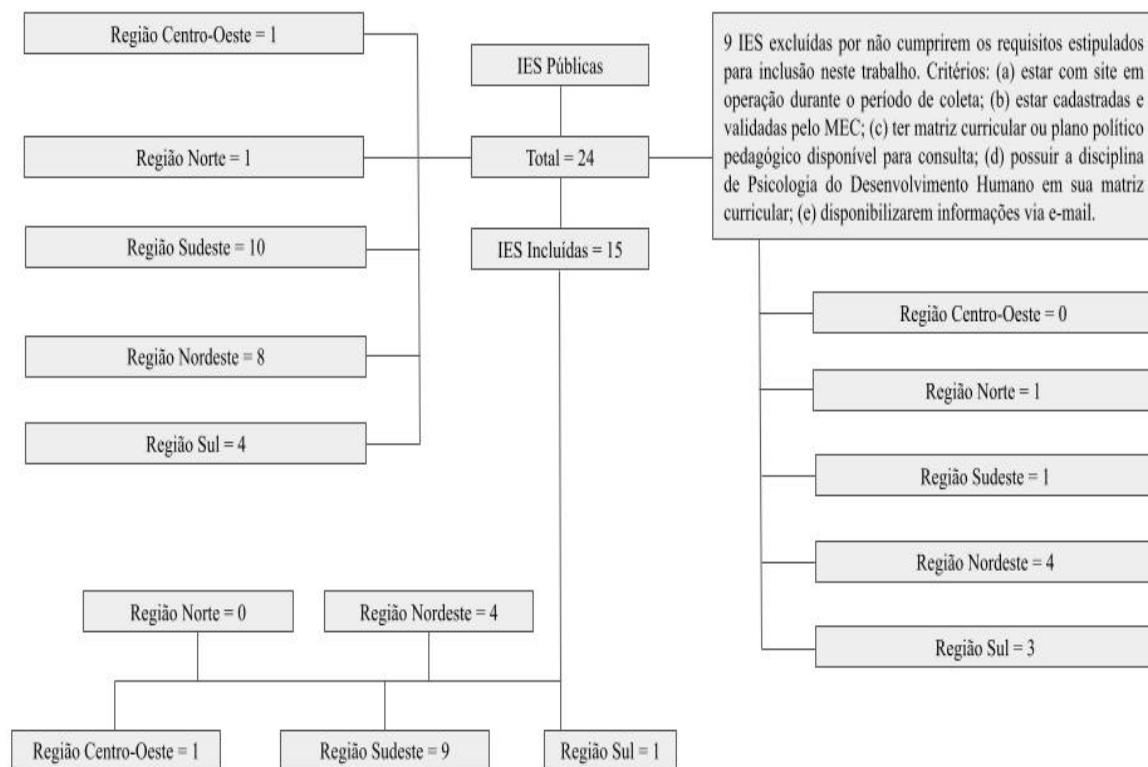 Região Centro-Oeste = 1
Região Norte = 1
Região Sudeste = 10
Região Nordeste = 8
Região Sul = 4
IES Públicas
Total = 24
IES Incluídas = 15
9 IES excluídas por não cumprirem os requisitos estipulados
para inclusão neste trabalho. Critérios: (a) estar com site em
operação durante o período de coleta; (b) estar cadastradas e
validadas pelo MEC; (c) ter matriz curricular ou plano político
pedagógico disponível para consulta; (d) possuir a disciplina
de Psicologia do Desenvolvimento Humano em sua matriz
curricular; (e) disponibilizarem informações via e-mail.
Região Centro-Oeste = 0
Região Norte = 1
Região Sudeste = 1
Região Nordeste = 4
Região Sul = 3
Região Norte = 0
Região Nordeste = 4
Região Centro-Oeste = 1
Região Sudeste = 9
Região Sul = 1